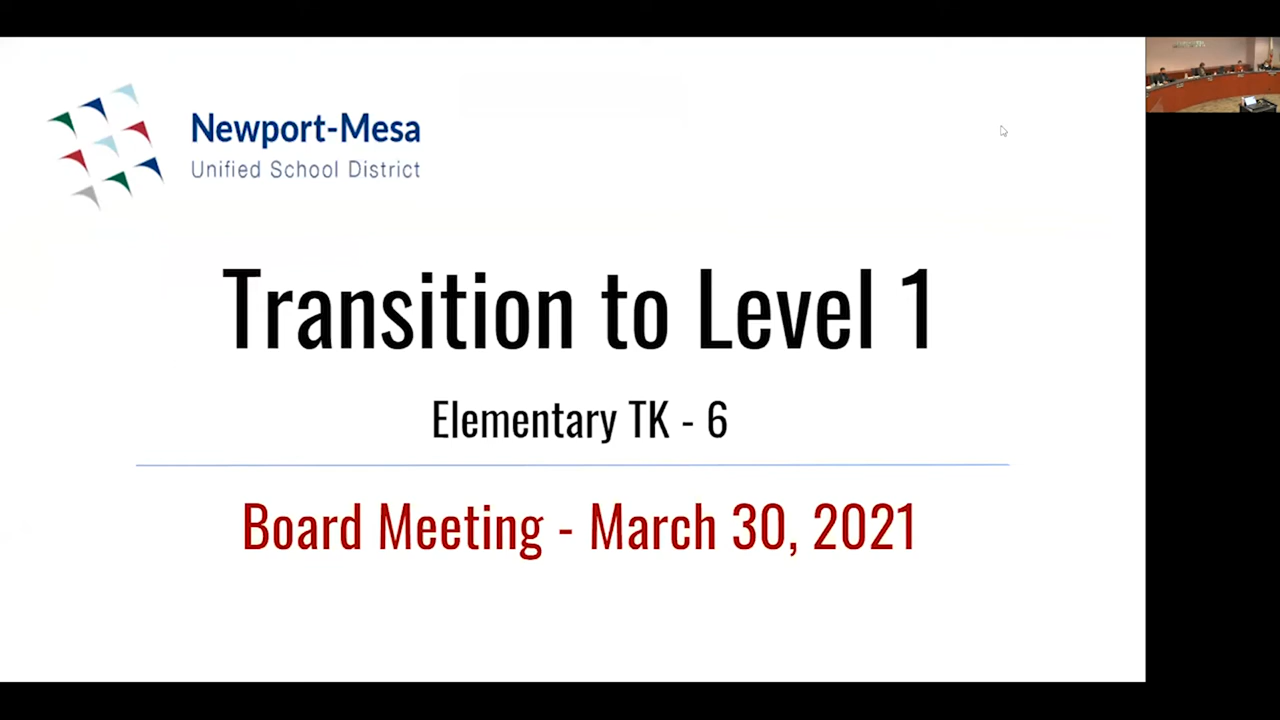 Newport-Mesa
Unified School District
Transition to Level 1
Elementary TK - 6
Board Meeting - March 30, 2021